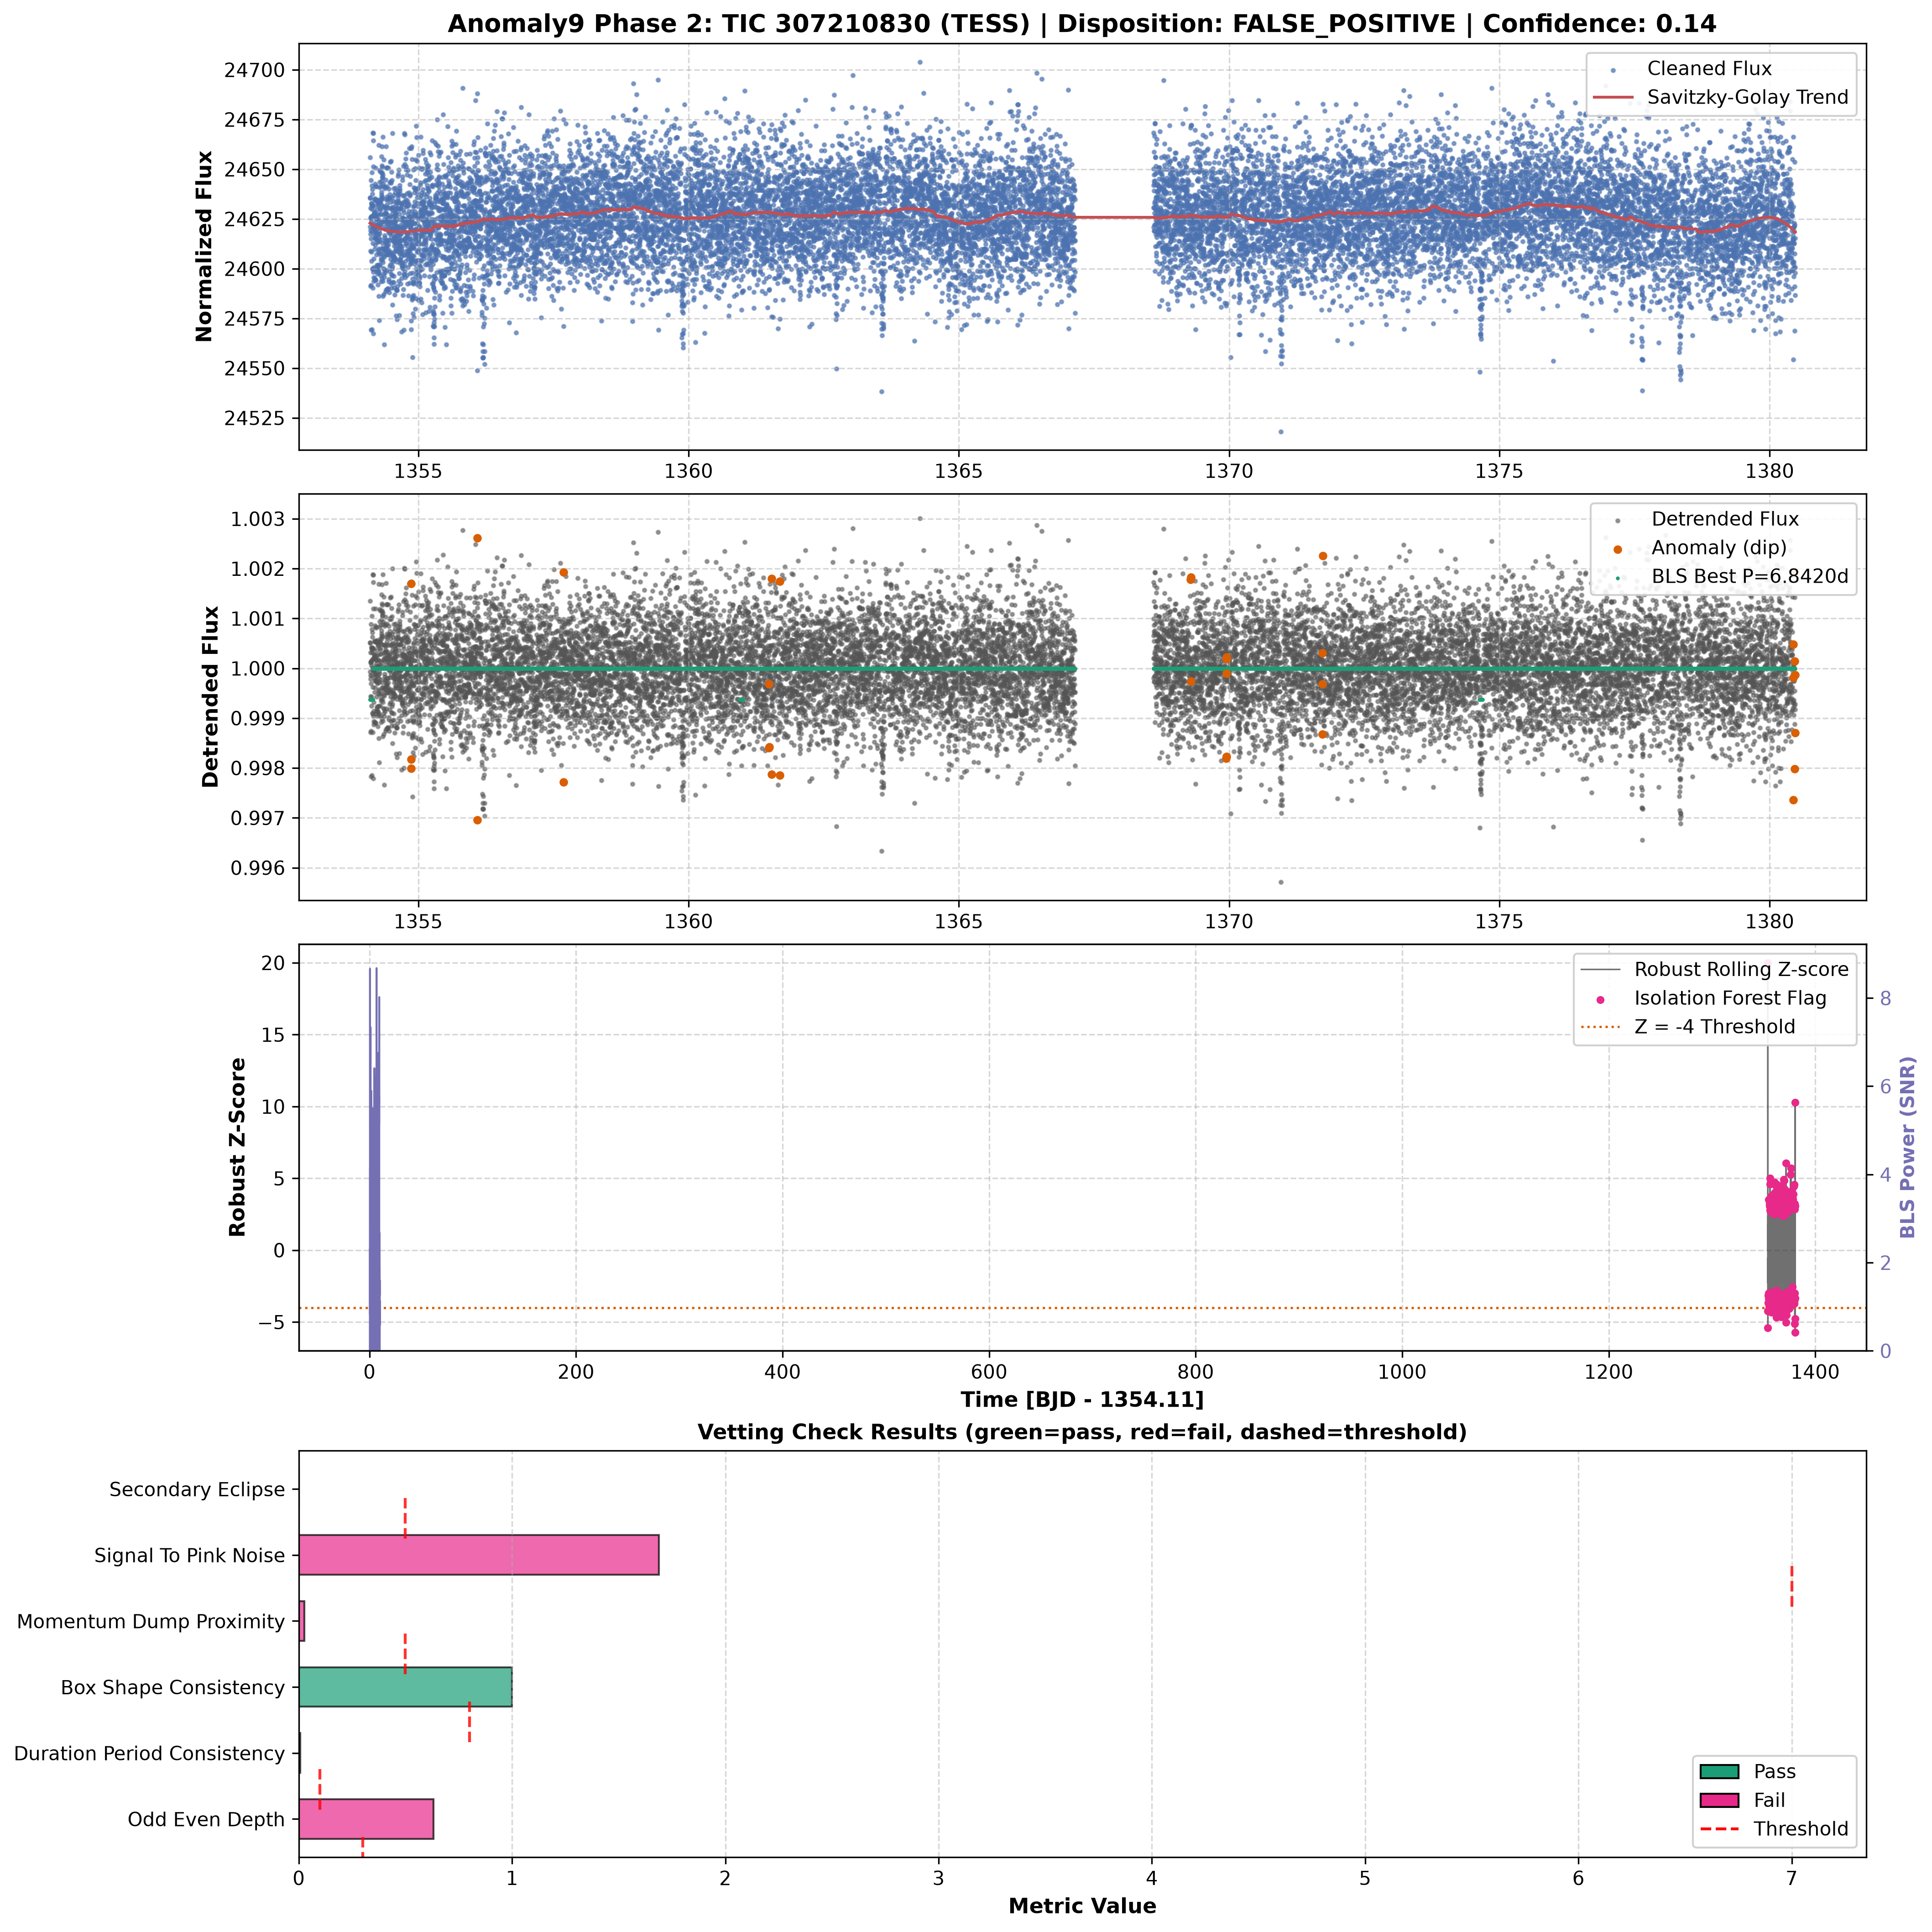 Anomaly9 Phase 2: TIC 307210830 (TESS) | Disposition: FALSE_POSITIVE | Confidence: 0.14
Normalized Flux
24700
24675
24650
24625
24600
24575
24550
24525
Cleaned Flux
Savitzky-Golay Trend
1355
1360
1365
1370
1375
1380
Detrended Flux
1.003
1.002
1.001
1.000
0.999
0.998
0.997
0.996
Detrended Flux
Anomaly (dip)
BLS Best P=6.8420d
1355
1360
1365
1370
1375
1380
Robust Z-Score
20
15
10
5
0
−5
Robust Rolling Z-score
Isolation Forest Flag
Z = -4 Threshold
8
6
4
2
0
BLS Power (SNR)
0
200
400
600
800
1000
1200
1400
Time [BJD - 1354.11]
Vetting Check Results (green=pass, red=fail, dashed=threshold)
Secondary Eclipse
Signal To Pink Noise
Momentum Dump Proximity
Box Shape Consistency
Duration Period Consistency
Odd Even Depth
Pass
Fail
Threshold
0
1
2
3
4
5
6
7
Metric Value